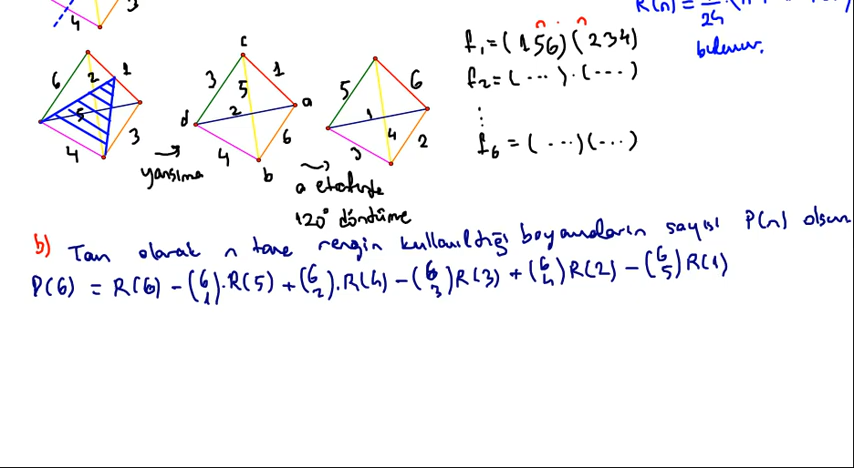 4 3
R(n) = 24
bulunur.
6 2 1 5 4 3
yansıma
c 3 5 1 d 2 a 4 6 b
a etrafında
120° döndürme
5 6 1 4 3 2
f₁ = (156)(234)
f₂ = (···)·(---)
⋮
f₆ = (···)(---)
b) Tam olarak n tane rengin kullanıldığı boyamaların sayısı P(n) olsun
P(6) = R(6) - (6 1).R(5) + (6 2).R(4) - (6 3)R(3) + (6 4)R(2) - (6 5)R(1)